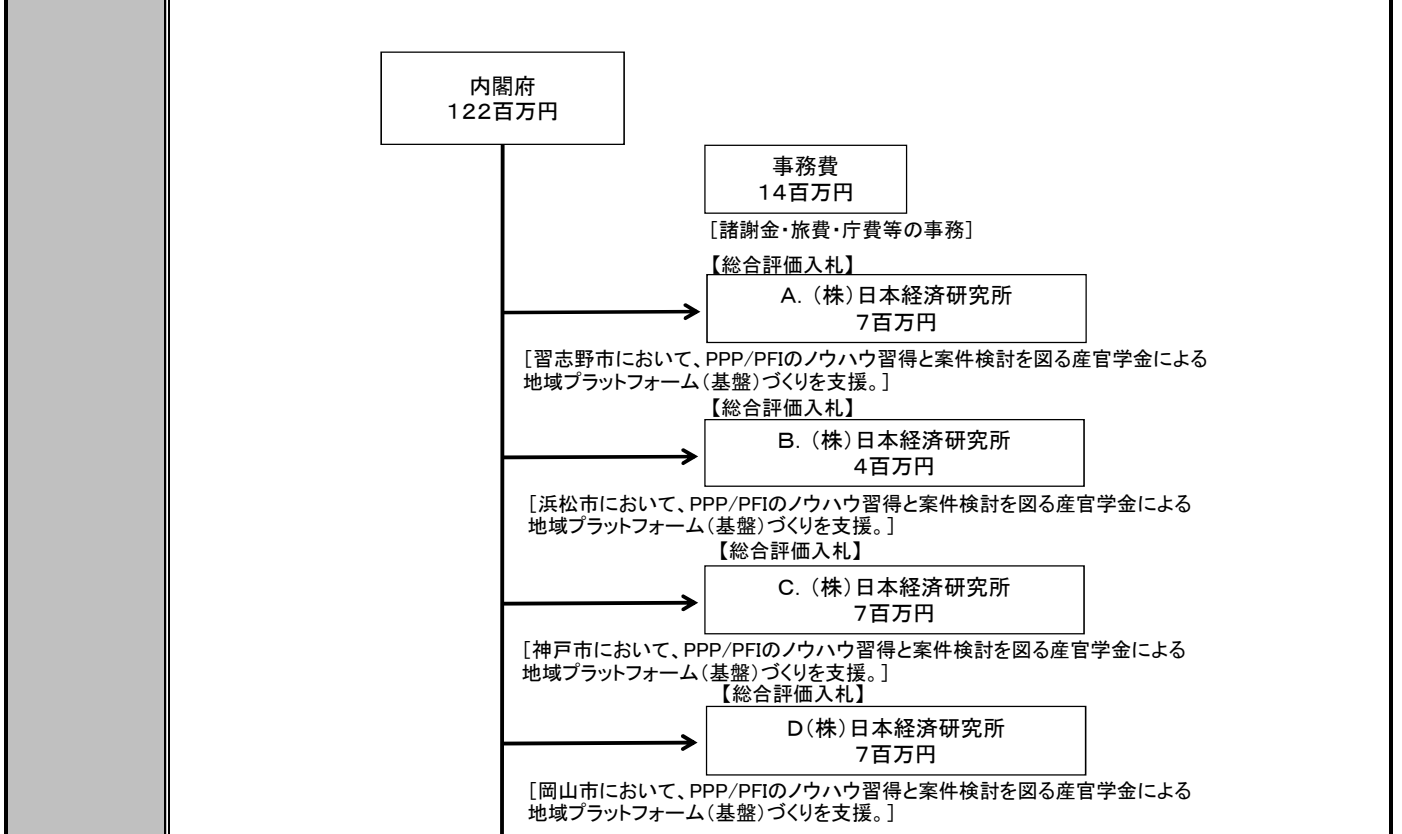 内閣府
１２２百万円
事務費
１４百万円
［諸謝金・旅費・庁費等の事務］
【総合評価入札】
Ａ．（株）日本経済研究所
７百万円
［習志野市において、PPP/PFIのノウハウ習得と案件検討を図る産官学金による
地域プラットフォーム（基盤）づくりを支援。］
【総合評価入札】
Ｂ．（株）日本経済研究所
４百万円
［浜松市において、PPP/PFIのノウハウ習得と案件検討を図る産官学金による
地域プラットフォーム（基盤）づくりを支援。］
【総合評価入札】
Ｃ．（株）日本経済研究所
７百万円
［神戸市において、PPP/PFIのノウハウ習得と案件検討を図る産官学金による
地域プラットフォーム（基盤）づくりを支援。］
【総合評価入札】
Ｄ（株）日本経済研究所
７百万円
［岡山市において、PPP/PFIのノウハウ習得と案件検討を図る産官学金による
地域プラットフォーム（基盤）づくりを支援。］